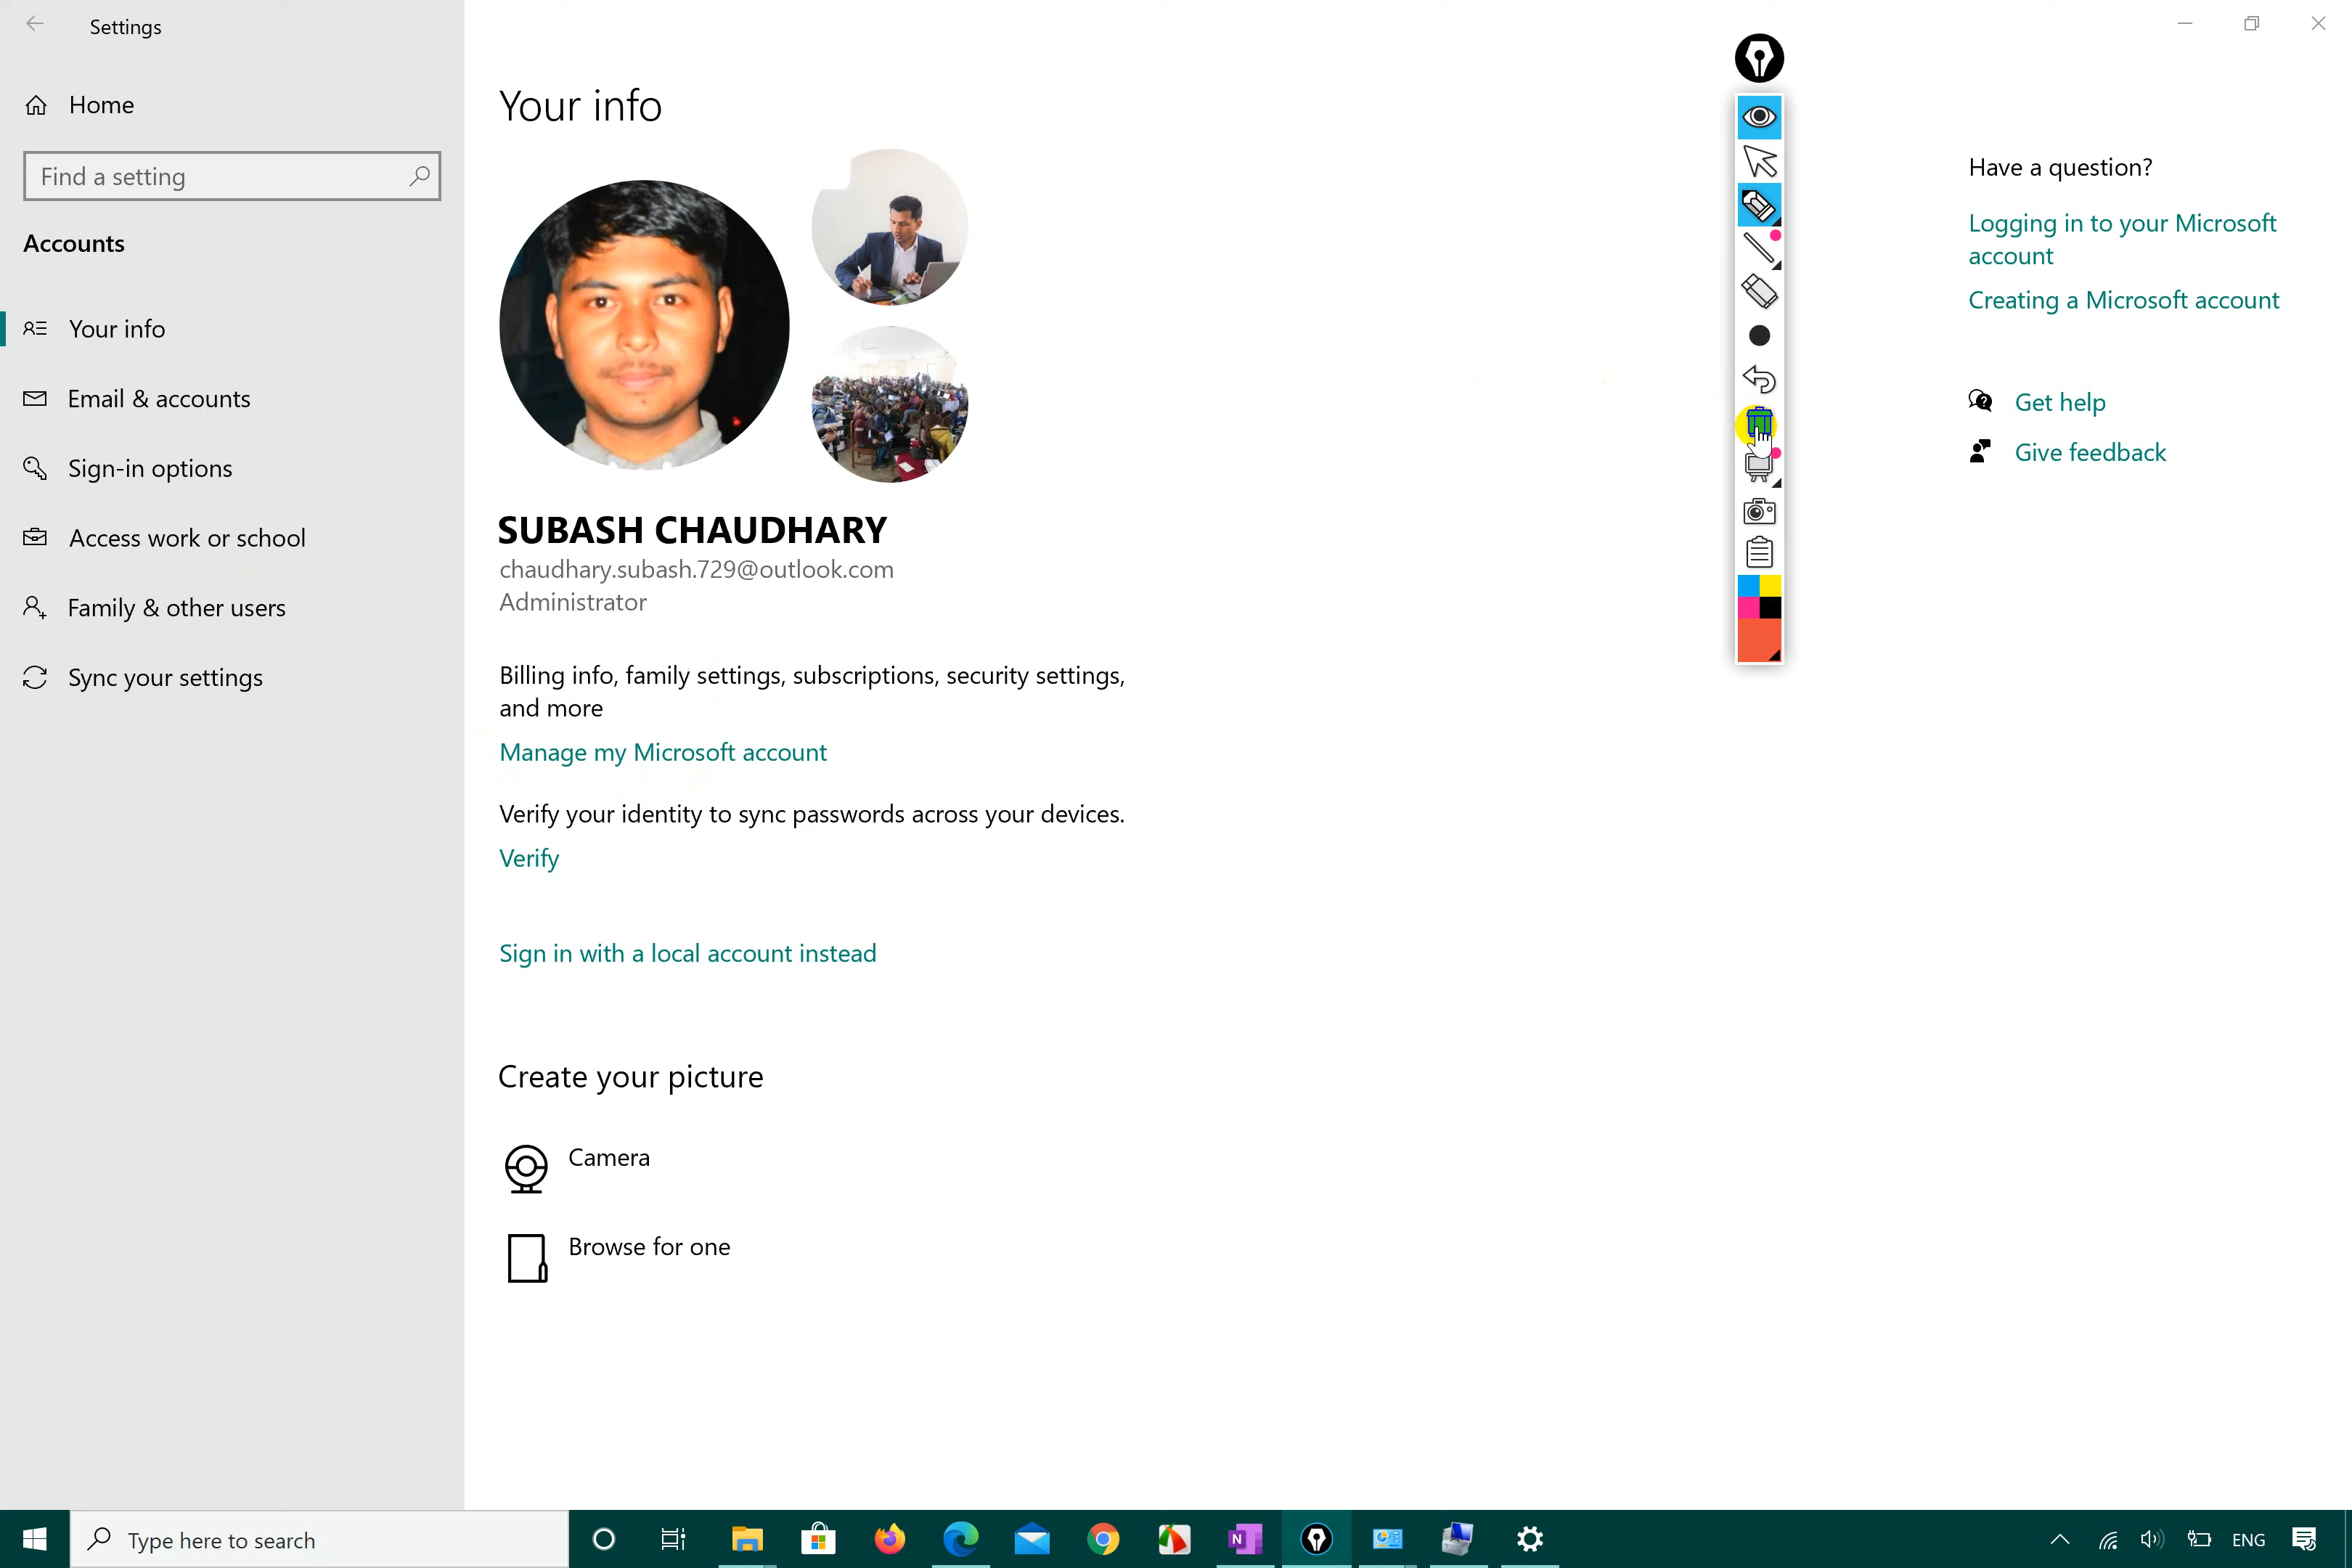 Settings
Home
Find a setting
Accounts
Your info
Email & accounts
Sign-in options
Access work or school
Family & other users
Sync your settings
Your info
SUBASH CHAUDHARY
chaudhary.subash.729@outlook.com
Administrator
Billing info, family settings, subscriptions, security settings,
and more
Manage my Microsoft account
Verify your identity to sync passwords across your devices.
Verify
Sign in with a local account instead
Create your picture
Camera
Browse for one
Have a question?
Logging in to your Microsoft
account
Creating a Microsoft account
Get help
Give feedback
Type here to search
N
ENG